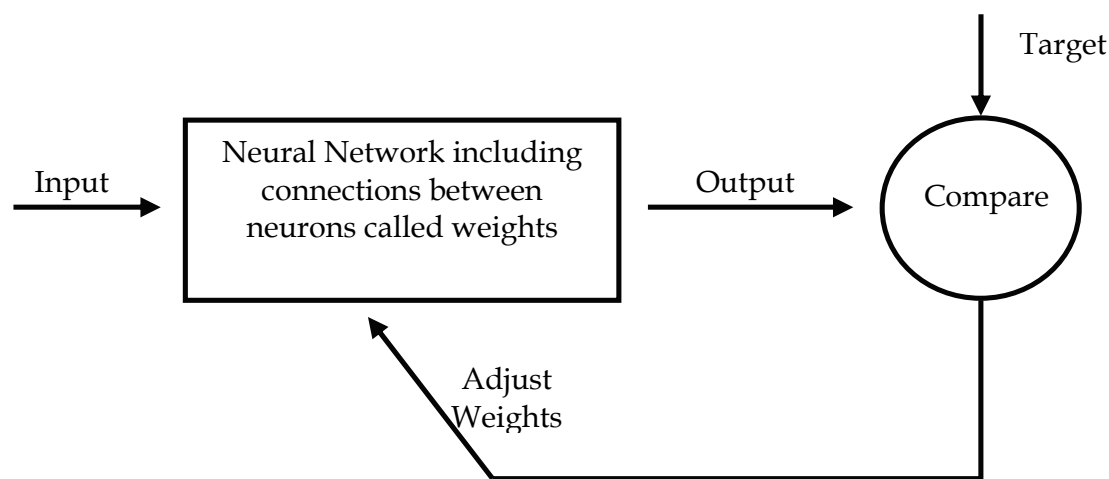 Target
Input
Neural Network including
connections between
neurons called weights
Output
Compare
Adjust
Weights